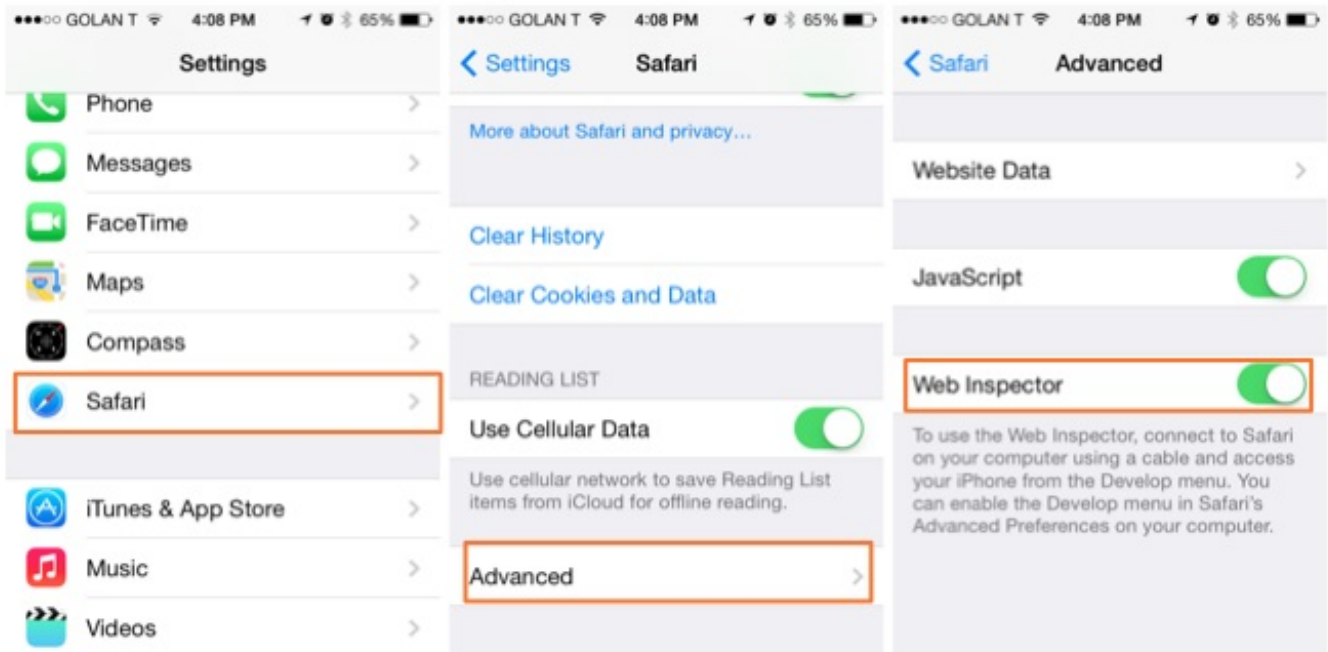 GOLAN T 4:08 PM 65%
Settings
Phone
Messages
FaceTime
Maps
Compass
Safari
iTunes & App Store
Music
Videos
GOLAN T 4:08 PM 65%
Settings Safari
More about Safari and privacy...
Clear History
Clear Cookies and Data
READING LIST
Use Cellular Data
Use cellular network to save Reading List
items from iCloud for offline reading.
Advanced
GOLAN T 4:08 PM 65%
Safari Advanced
Website Data
JavaScript
Web Inspector
To use the Web Inspector, connect to Safari
on your computer using a cable and access
your iPhone from the Develop menu. You
can enable the Develop menu in Safari's
Advanced Preferences on your computer.